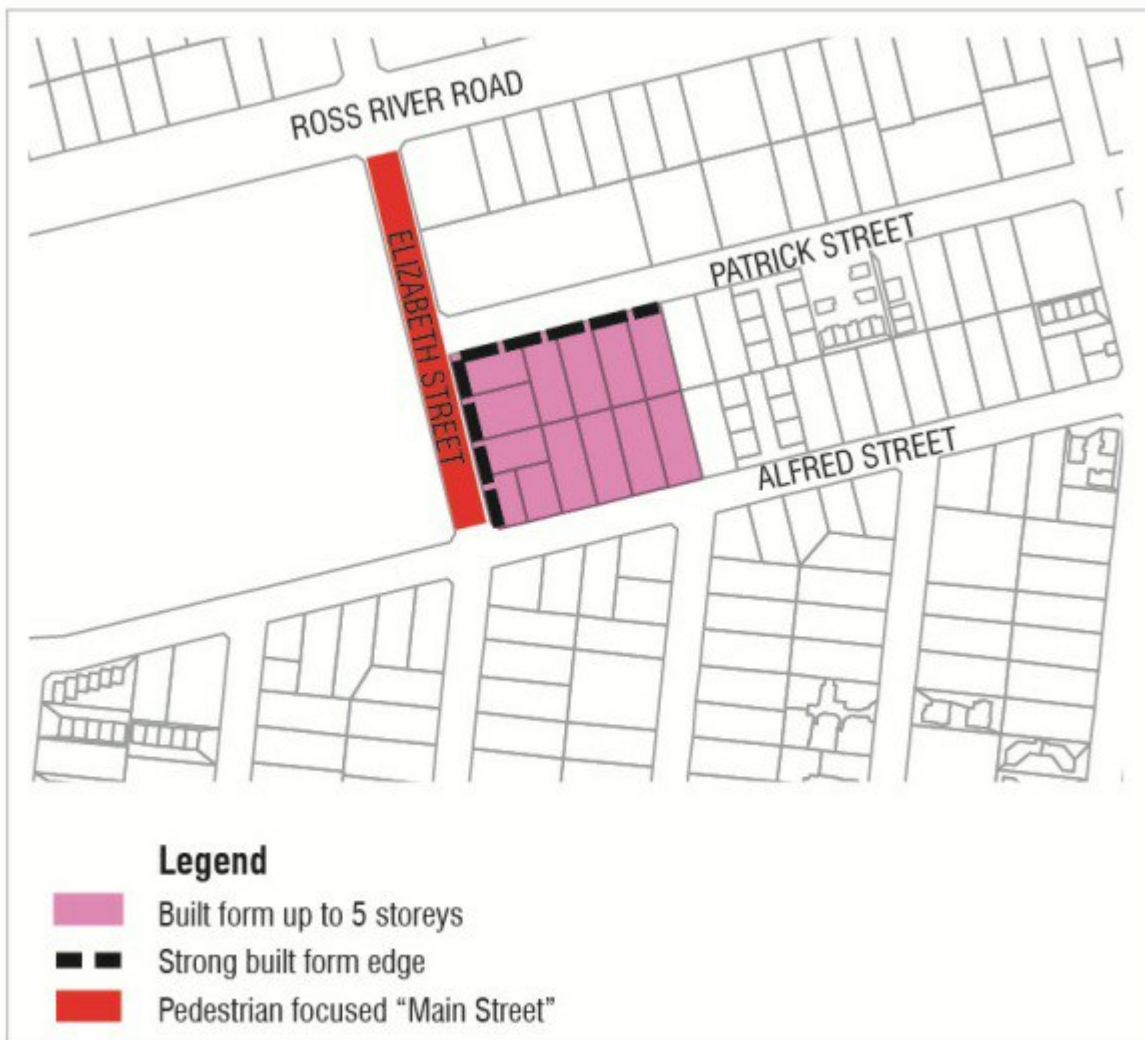 ROSS RIVER ROAD
ELIZABETH STREET
PATRICK STREET
ALFRED STREET
Legend
Built form up to 5 storeys
Strong built form edge
Pedestrian focused “Main Street”